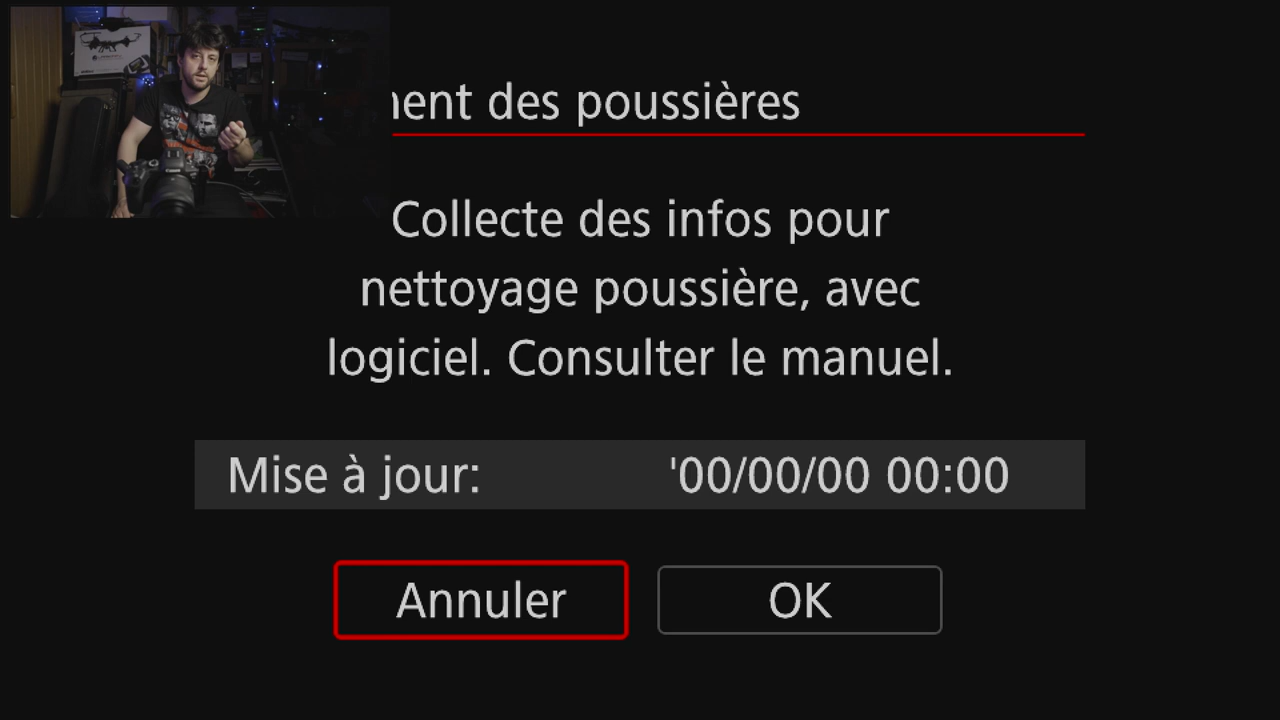 des poussières
Collecte des infos pour
nettoyage poussière, avec
logiciel. Consulter le manuel.
Mise à jour: '00/00/00 00:00
Annuler OK